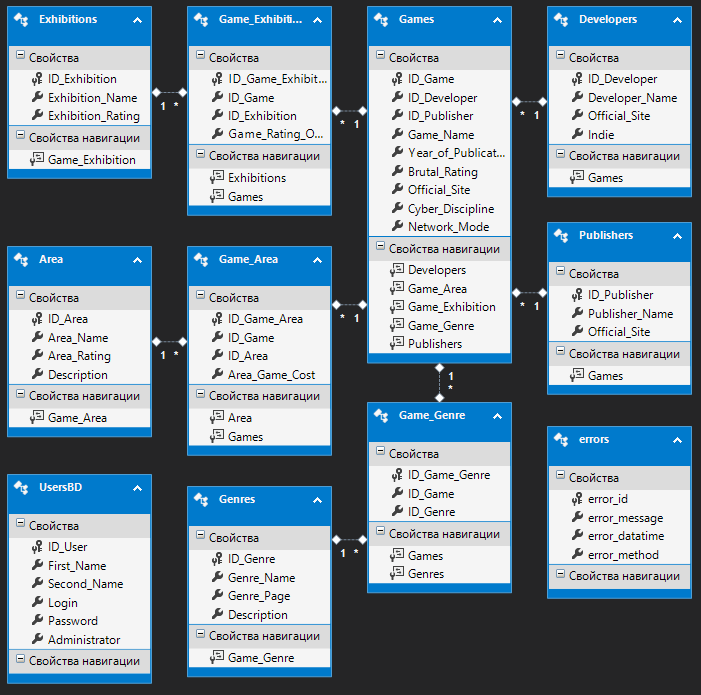 Exhibitions
Свойства
ID_Exhibition
Exhibition_Name
Exhibition_Rating
Свойства навигации
Game_Exhibition
1 *
Game_Exhibiti...
Свойства
ID_Game_Exhibit...
ID_Game
ID_Exhibition
Game_Rating_O...
Свойства навигации
Exhibitions
Games
* 1
Games
Свойства
ID_Game
ID_Developer
ID_Publisher
Game_Name
Year_of_Publicat...
Brutal_Rating
Official_Site
Cyber_Discipline
Network_Mode
Свойства навигации
Developers
Game_Area
Game_Exhibition
Game_Genre
Publishers
* 1
Developers
Свойства
ID_Developer
Developer_Name
Official_Site
Indie
Свойства навигации
Games
Area
Свойства
ID_Area
Area_Name
Area_Rating
Description
Свойства навигации
Game_Area
1 *
Game_Area
Свойства
ID_Game_Area
ID_Game
ID_Area
Area_Game_Cost
Свойства навигации
Area
Games
* 1
* 1
Publishers
Свойства
ID_Publisher
Publisher_Name
Official_Site
Свойства навигации
Games
1
*
UsersBD
Свойства
ID_User
First_Name
Second_Name
Login
Password
Administrator
Свойства навигации
Genres
Свойства
ID_Genre
Genre_Name
Genre_Page
Description
Свойства навигации
Game_Genre
1 *
Game_Genre
Свойства
ID_Game_Genre
ID_Game
ID_Genre
Свойства навигации
Games
Genres
errors
Свойства
error_id
error_message
error_datatime
error_method
Свойства навигации